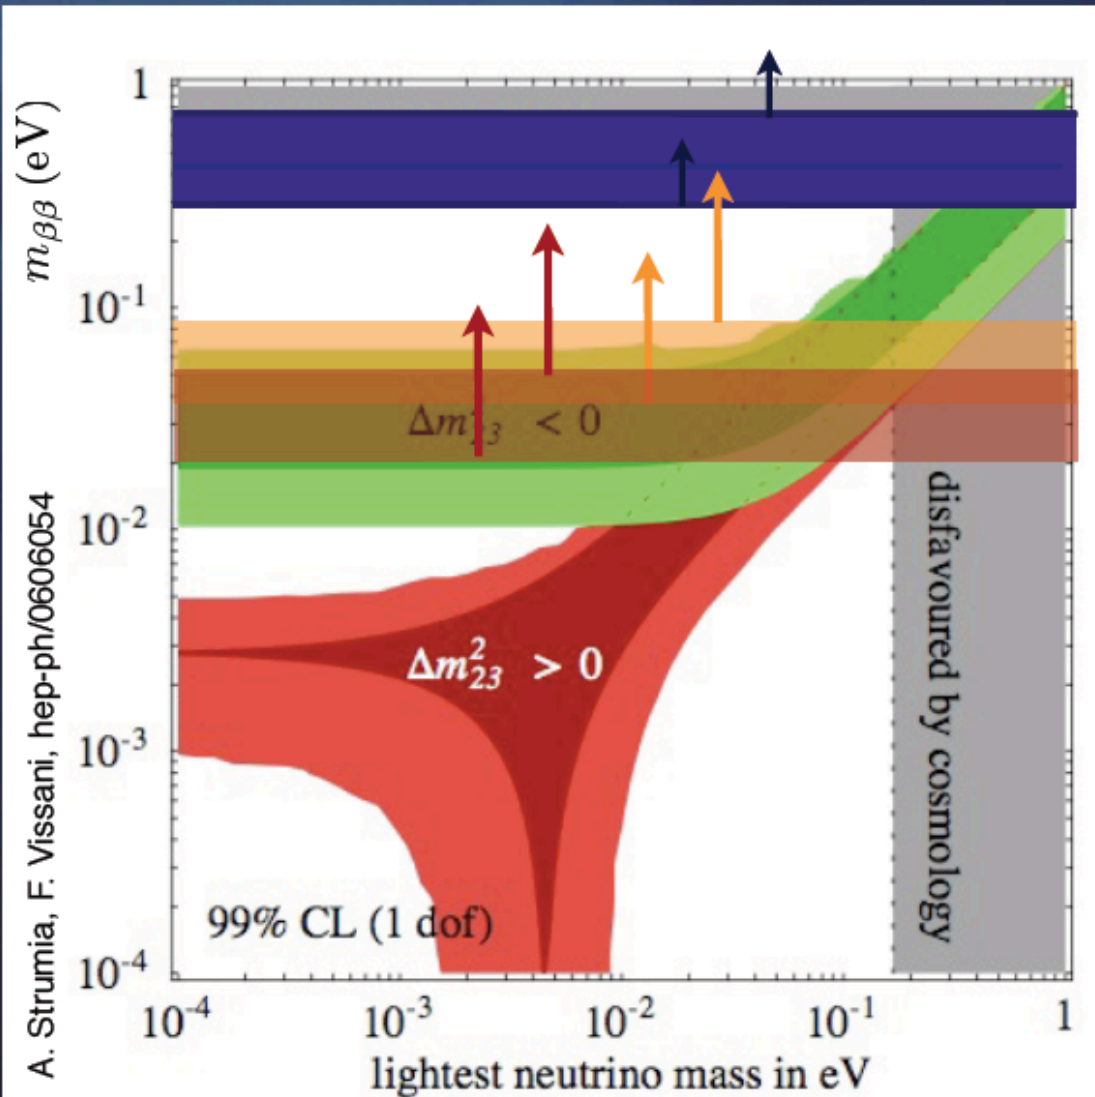 A. Strumia, F. Vissani, hep-ph/0606054
m_ββ (eV)
1
10⁻¹
10⁻²
10⁻³
10⁻⁴
Δm²₂₃ < 0
Δm²₂₃ > 0
99% CL (1 dof)
disfavoured by cosmology
10⁻⁴ 10⁻³ 10⁻² 10⁻¹ 1
lightest neutrino mass in eV